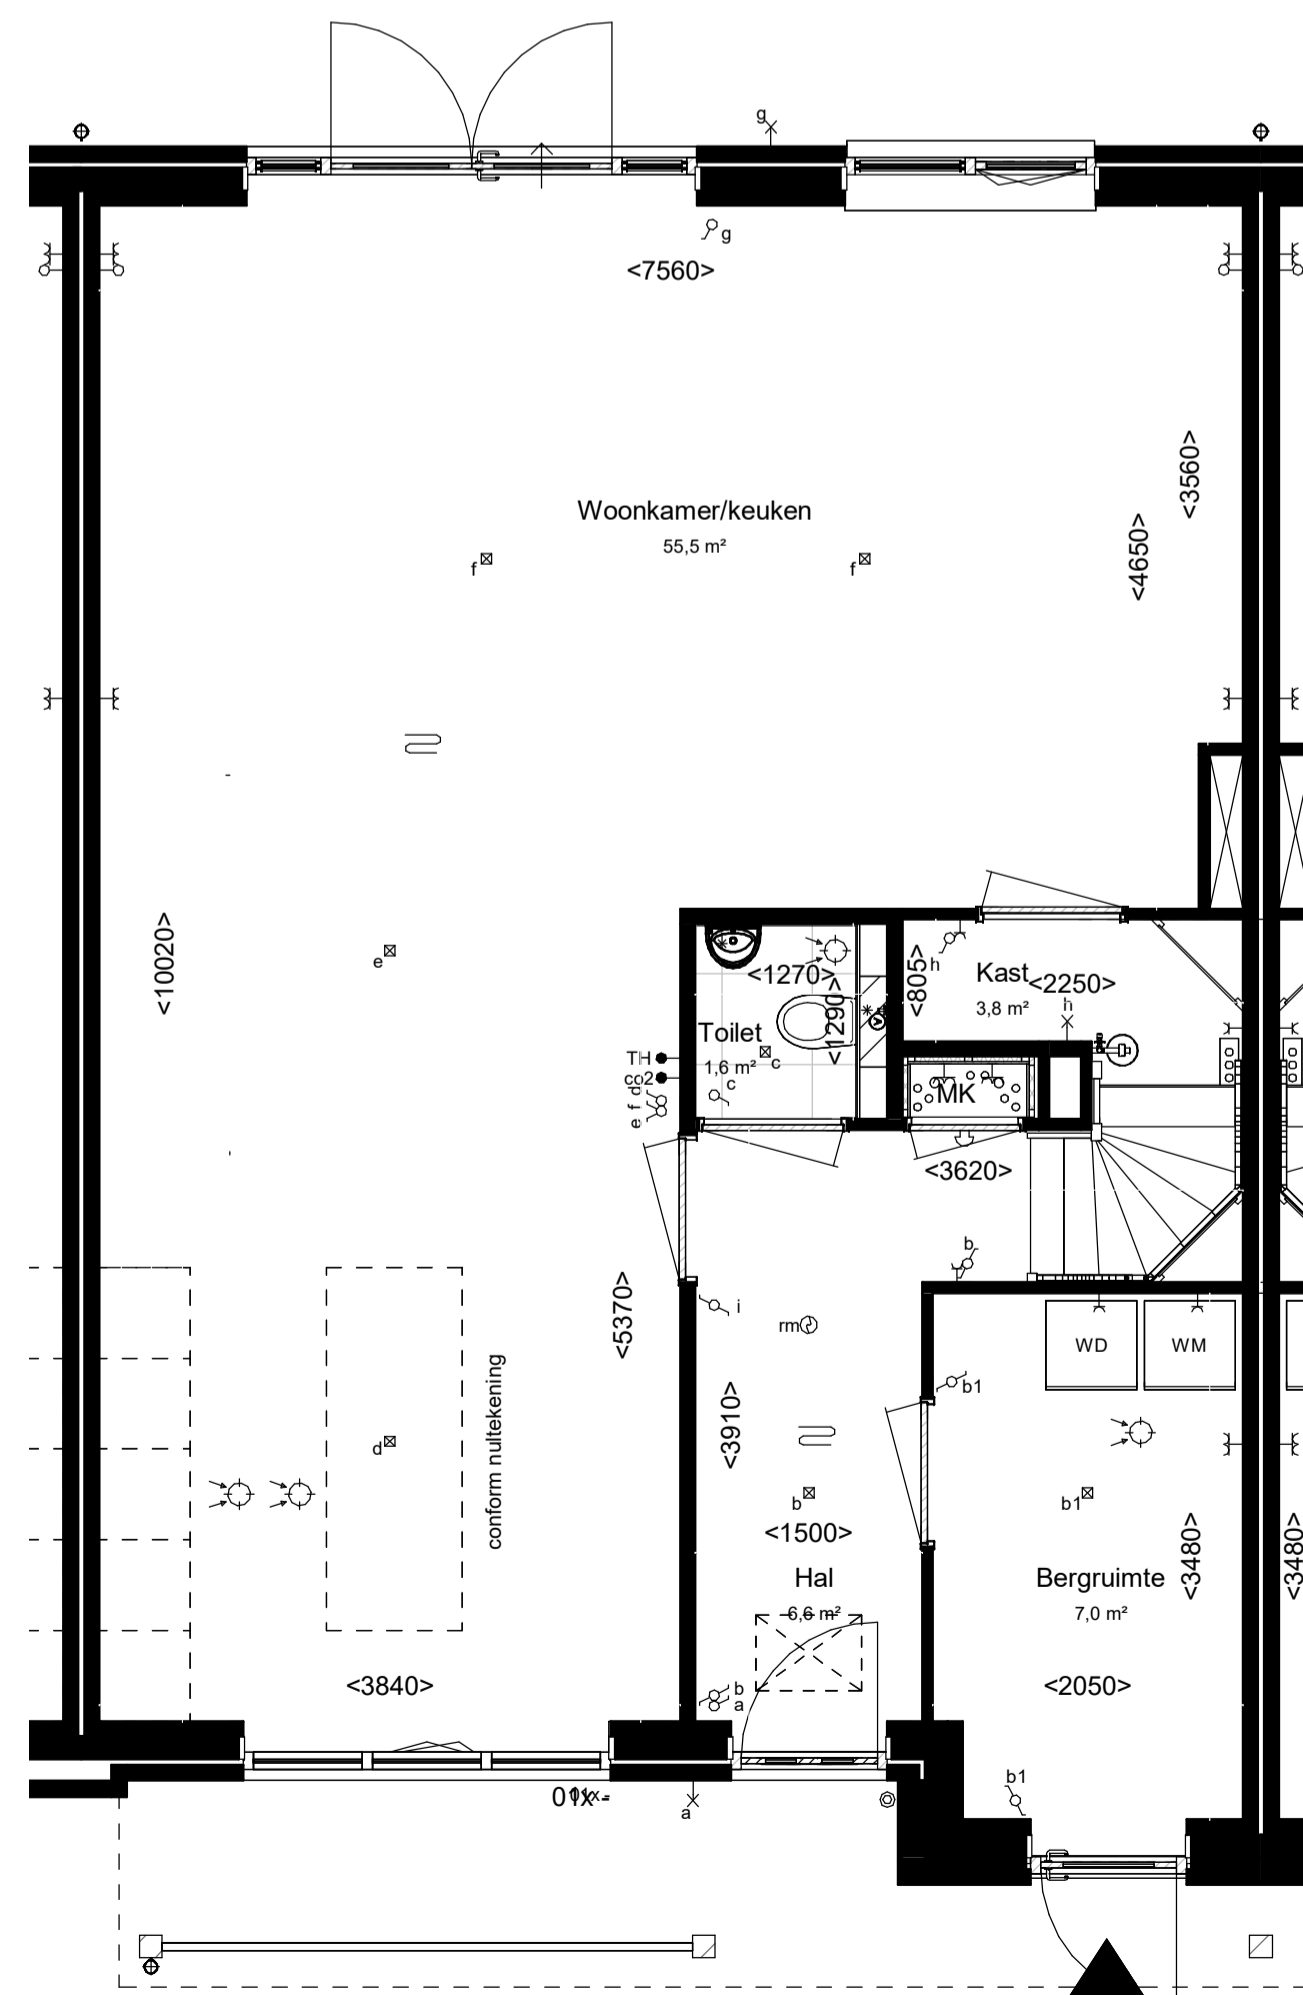 g
g
<7560>
<3560>
Woonkamer/keuken
55,5 m²
<4650>
f
f
<10020>
e
<1270>
<805>
h
Kast
<2250>
3,8 m²
h
<1290>
Toilet
1,6 m²
c
TH
co2
c
d
f
e
MK
<3620>
b
i
rm
<5370>
WD
WM
b1
<3910>
conform nultekening
d
b
b1
<1500>
<3480>
<3480>
Hal
6,6 m²
Bergruimte
7,0 m²
<3840>
b
a
<2050>
b1
a